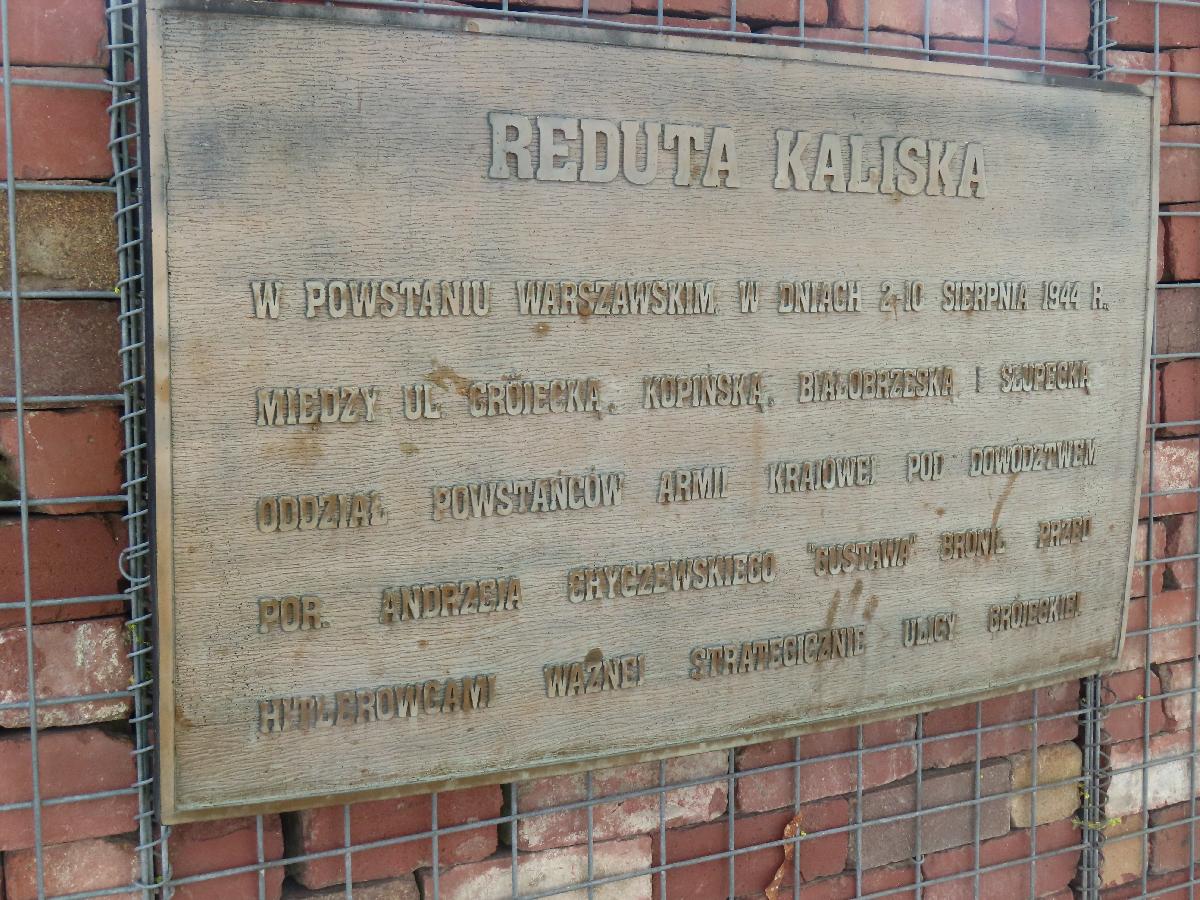 REDUTA KALISKA
W POWSTANIU WARSZAWSKIM, W DNIACH 2-10 SIERPNIA 1944 R.,
MIĘDZY UL. GRÓJECKĄ, KOPIŃSKĄ, BIAŁOBRZESKĄ I SŁUPECKĄ
ODDZIAŁ POWSTAŃCÓW ARMII KRAJOWEJ POD DOWÓDZTWEM
POR. ANDRZEJA CHYCZEWSKIEGO "GUSTAWA" BRONIŁ PRZED
HITLEROWCAMI WAŻNEJ STRATEGICZNIE ULICY GRÓJECKIEJ